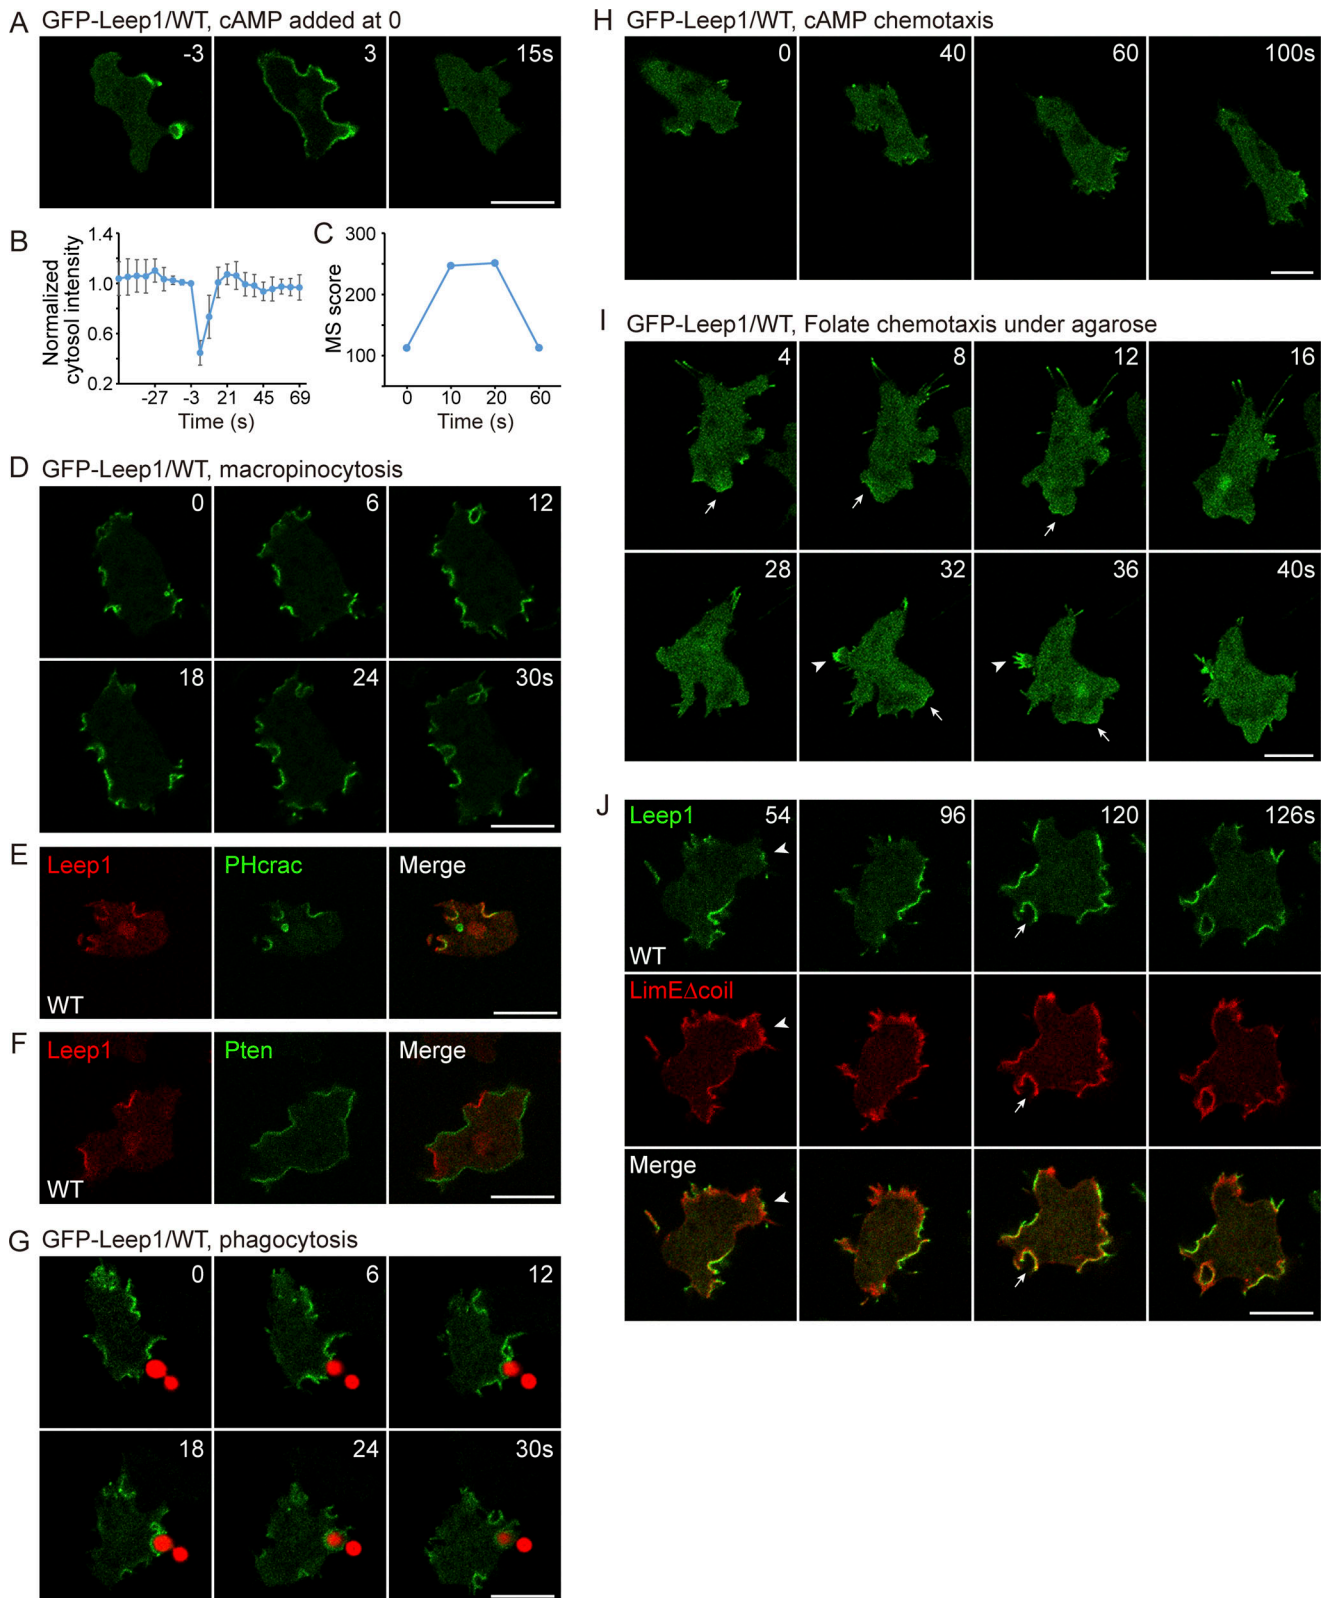 A GFP-Leep1/WT, cAMP added at 0
-3 3 15s
B
1.4
1.0
0.6
0.2
Normalized
cytosol intensity
-27 -3 21 45 69
Time (s)
C
300
200
100
MS score
0 10 20 60
Time (s)
D GFP-Leep1/WT, macropinocytosis
0 6 12
18 24 30s
E
Leep1 PHcrac Merge
WT
F
Leep1 Pten Merge
WT
G GFP-Leep1/WT, phagocytosis
0 6 12
18 24 30s
H GFP-Leep1/WT, cAMP chemotaxis
0 40 60 100s
I GFP-Leep1/WT, Folate chemotaxis under agarose
4 8 12 16
28 32 36 40s
J
Leep1 54 96 120 126s
WT
LimEΔcoil
Merge